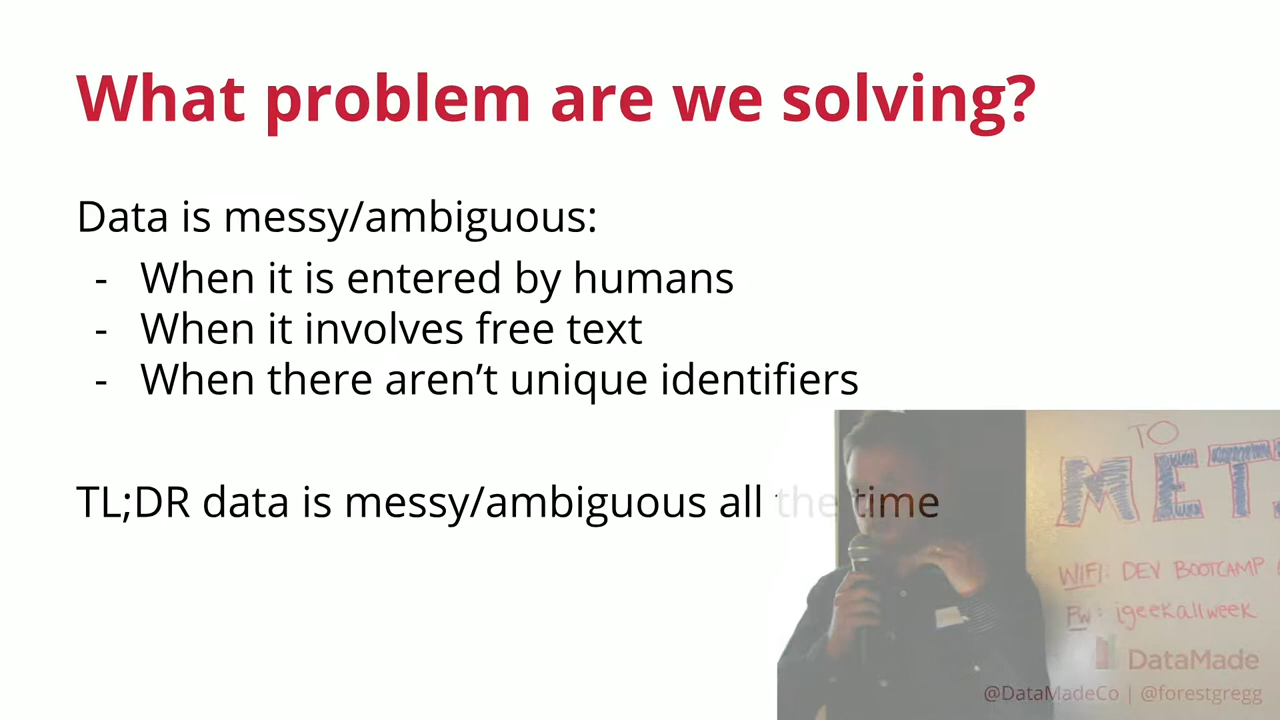 What problem are we solving?
Data is messy/ambiguous:
- When it is entered by humans
- When it involves free text
- When there aren’t unique identifiers
TL;DR data is messy/ambiguous all the time
TO
MET
WIFI: DEV BOOTCAMP
PW: igeekallweek
DataMade
@DataMadeCo | @forestgregg